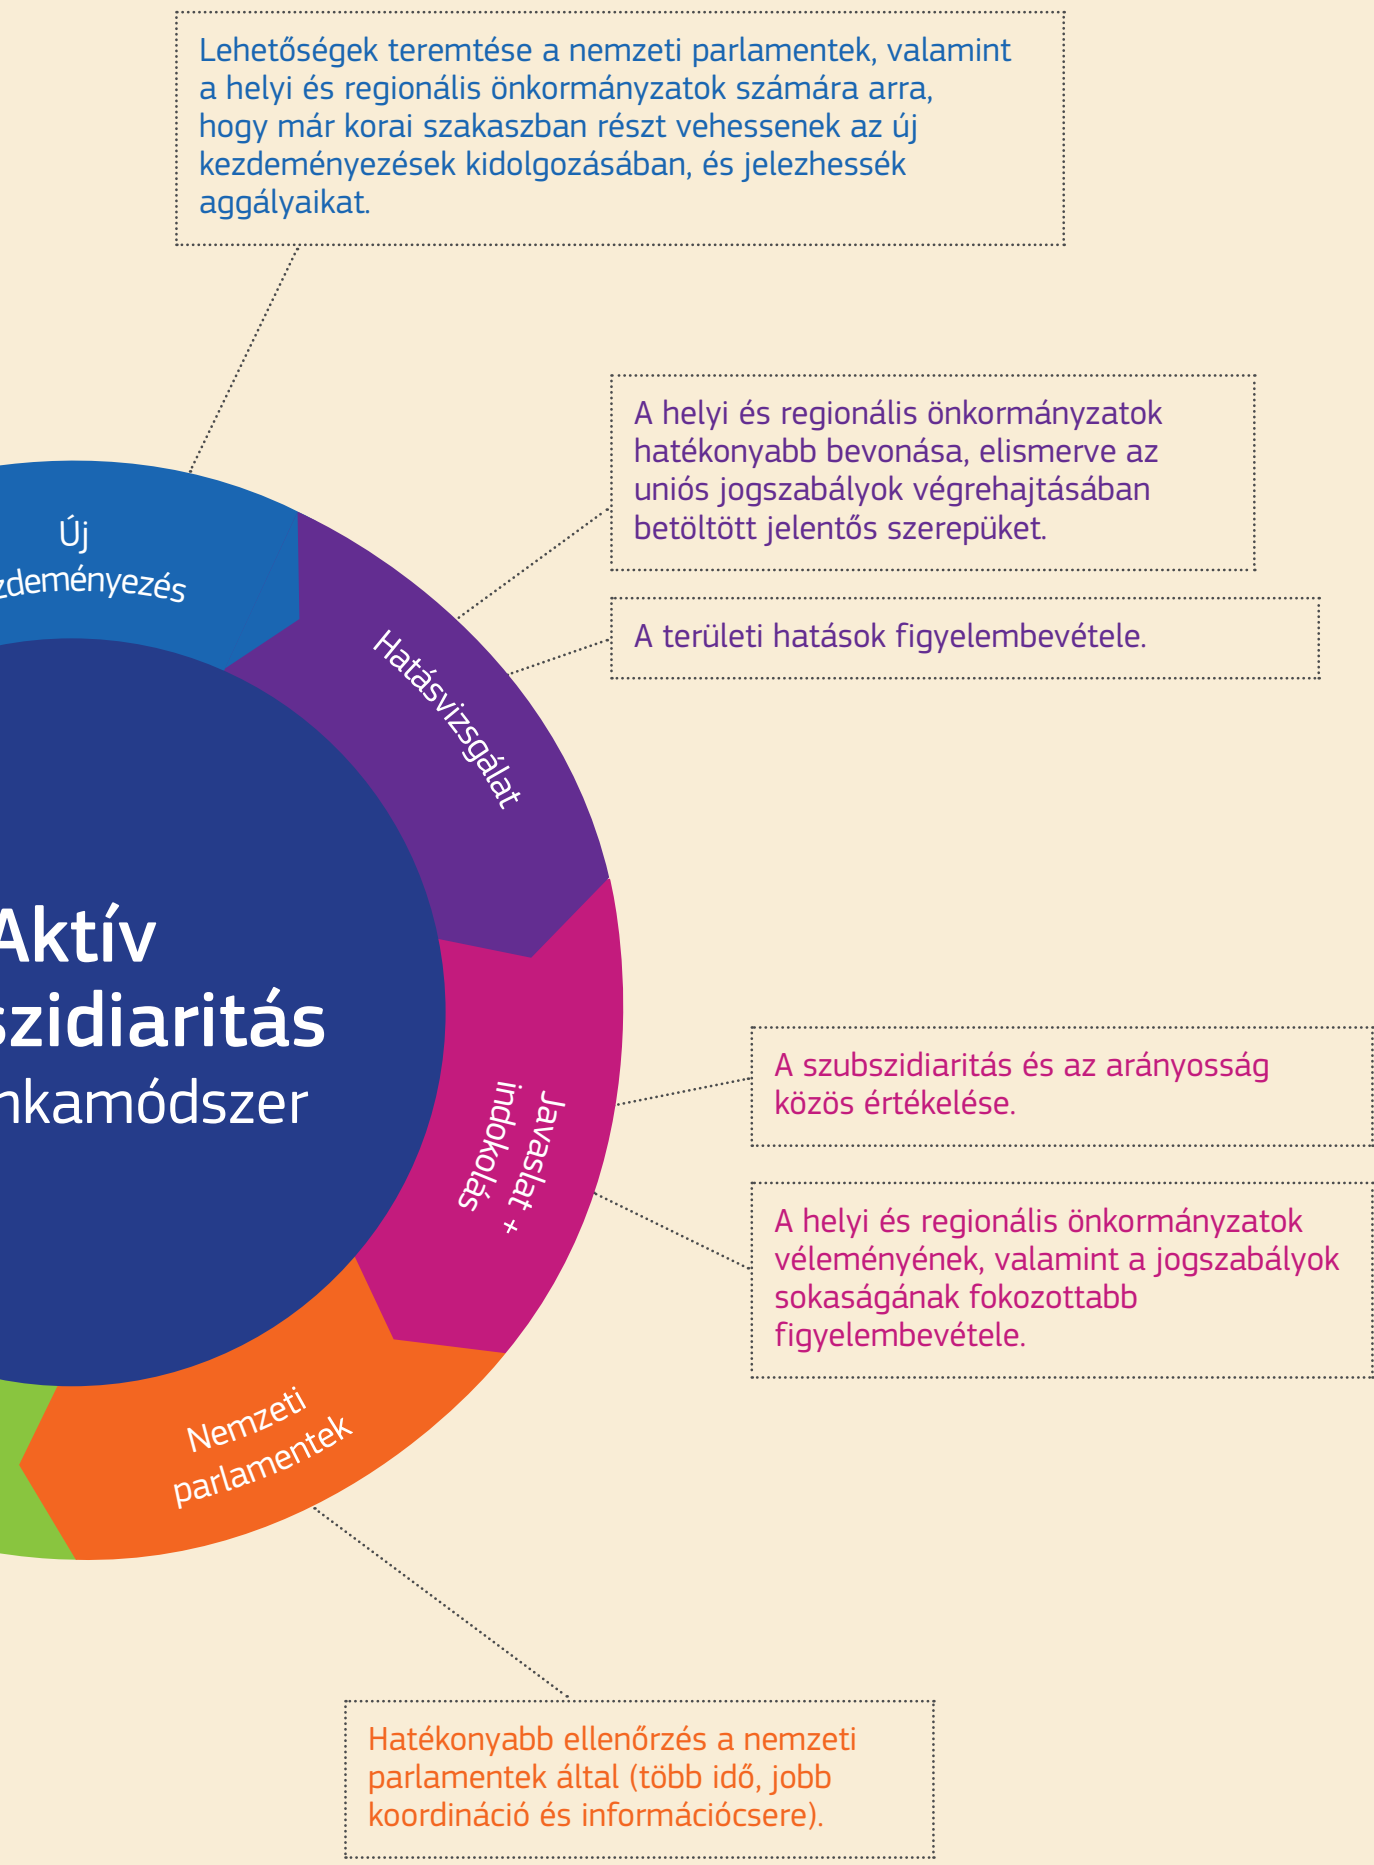 Lehetőségek teremtése a nemzeti parlamentek, valamint
a helyi és regionális önkormányzatok számára arra,
hogy már korai szakaszban részt vehessenek az új
kezdeményezések kidolgozásában, és jelezhessék
aggályaikat.
A helyi és regionális önkormányzatok
hatékonyabb bevonása, elismerve az
uniós jogszabályok végrehajtásában
betöltött jelentős szerepüket.
Új
zdeményezés
A területi hatások figyelembevétele.
Hatásvizsgálat
Aktív
szidiaritás
nkamódszer
A szubszidiaritás és az arányosság
közös értékelése.
Javaslat +
indokolás
A helyi és regionális önkormányzatok
véleményének, valamint a jogszabályok
sokaságának fokozottabb
figyelembevétele.
Nemzeti
parlamentek
Hatékonyabb ellenőrzés a nemzeti
parlamentek által (több idő, jobb
koordináció és információcsere).